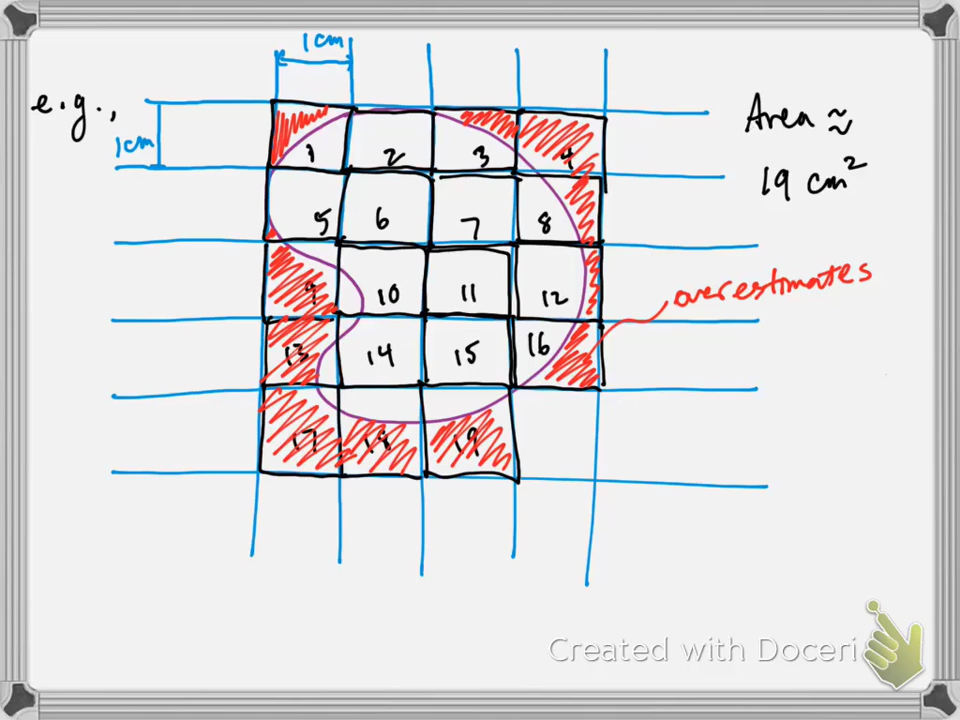 1cm
e.g.,
1cm
Area ≈
19 cm²
1 2 3 4
5 6 7 8
9 10 11 12
overestimates
13 14 15 16
17 18 19
Created with Doceri